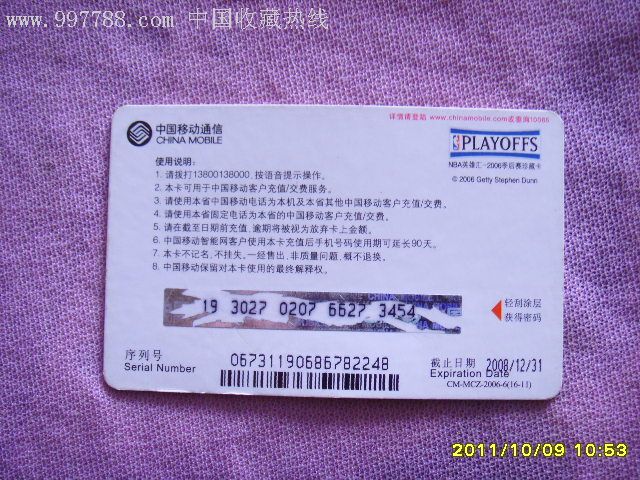 www.997788.com 中国收藏热线
中国移动通信
CHINA MOBILE
详情请登陆 www.chinamobile.com或查询10086
PLAYOFFS
NBA英雄汇-2006季后赛珍藏卡
© 2006 Getty Stephen Dunn
使用说明:
1. 请拨打13800138000, 按语音提示操作。
2. 本卡可用于中国移动客户充值/交费服务。
3. 请使用本省中国移动电话为本机及本省其他中国移动客户充值/交费。
4. 请使用本省固定电话为本省的中国移动客户充值/交费。
5. 请在截至日期前充值, 逾期将被视为放弃卡上金额。
6. 中国移动智能网客户使用本卡充值后手机号码使用期可延长90天。
7. 本卡不记名, 不挂失, 一经售出, 非质量问题, 概不退换。
8. 中国移动保留对本卡使用的最终解释权。
19 3027 0207 6627 3454
轻刮涂层
获得密码
序列号
Serial Number
06731190686782248
截止日期 2008/12/31
Expiration Date
CM-MCZ-2006-6(16-11)
2011/10/09 10:53